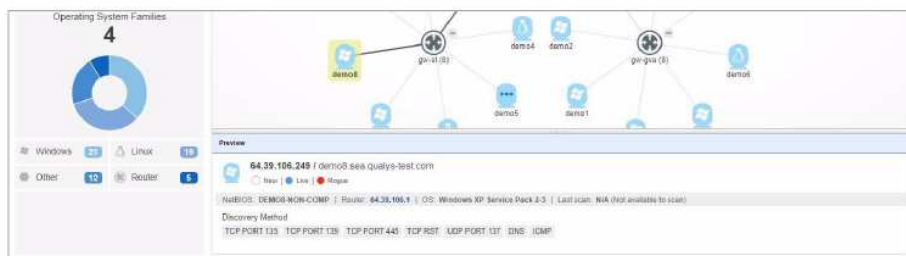 Operating System Families
4
Windows 21 Linux 19
Other 12 Router 5
demo8
gw-sl (8)
demo4
demo2
gw-gva (8)
demo6
demo5
demo1
Preview
64.39.106.249 / demo8.sea.qualys-test.com
New | Live | Rogue
NetBIOS: DEMO8-NON-COMP | Router: 64.39.106.1 | OS: Windows XP Service Pack 2-3 | Last scan: N/A (Not available to scan)
Discovery Method
TCP PORT 135 TCP PORT 139 TCP PORT 445 TCP RST UDP PORT 137 DNS ICMP